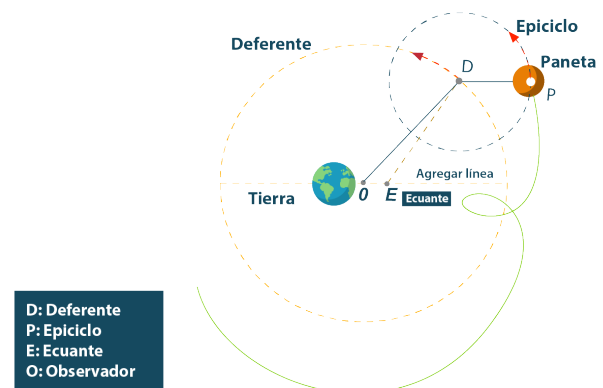 Epiciclo
Deferente
Paneta
D
P
Agregar línea
Tierra
0
E
Ecuante
D: Deferente
P: Epiciclo
E: Ecuante
O: Observador